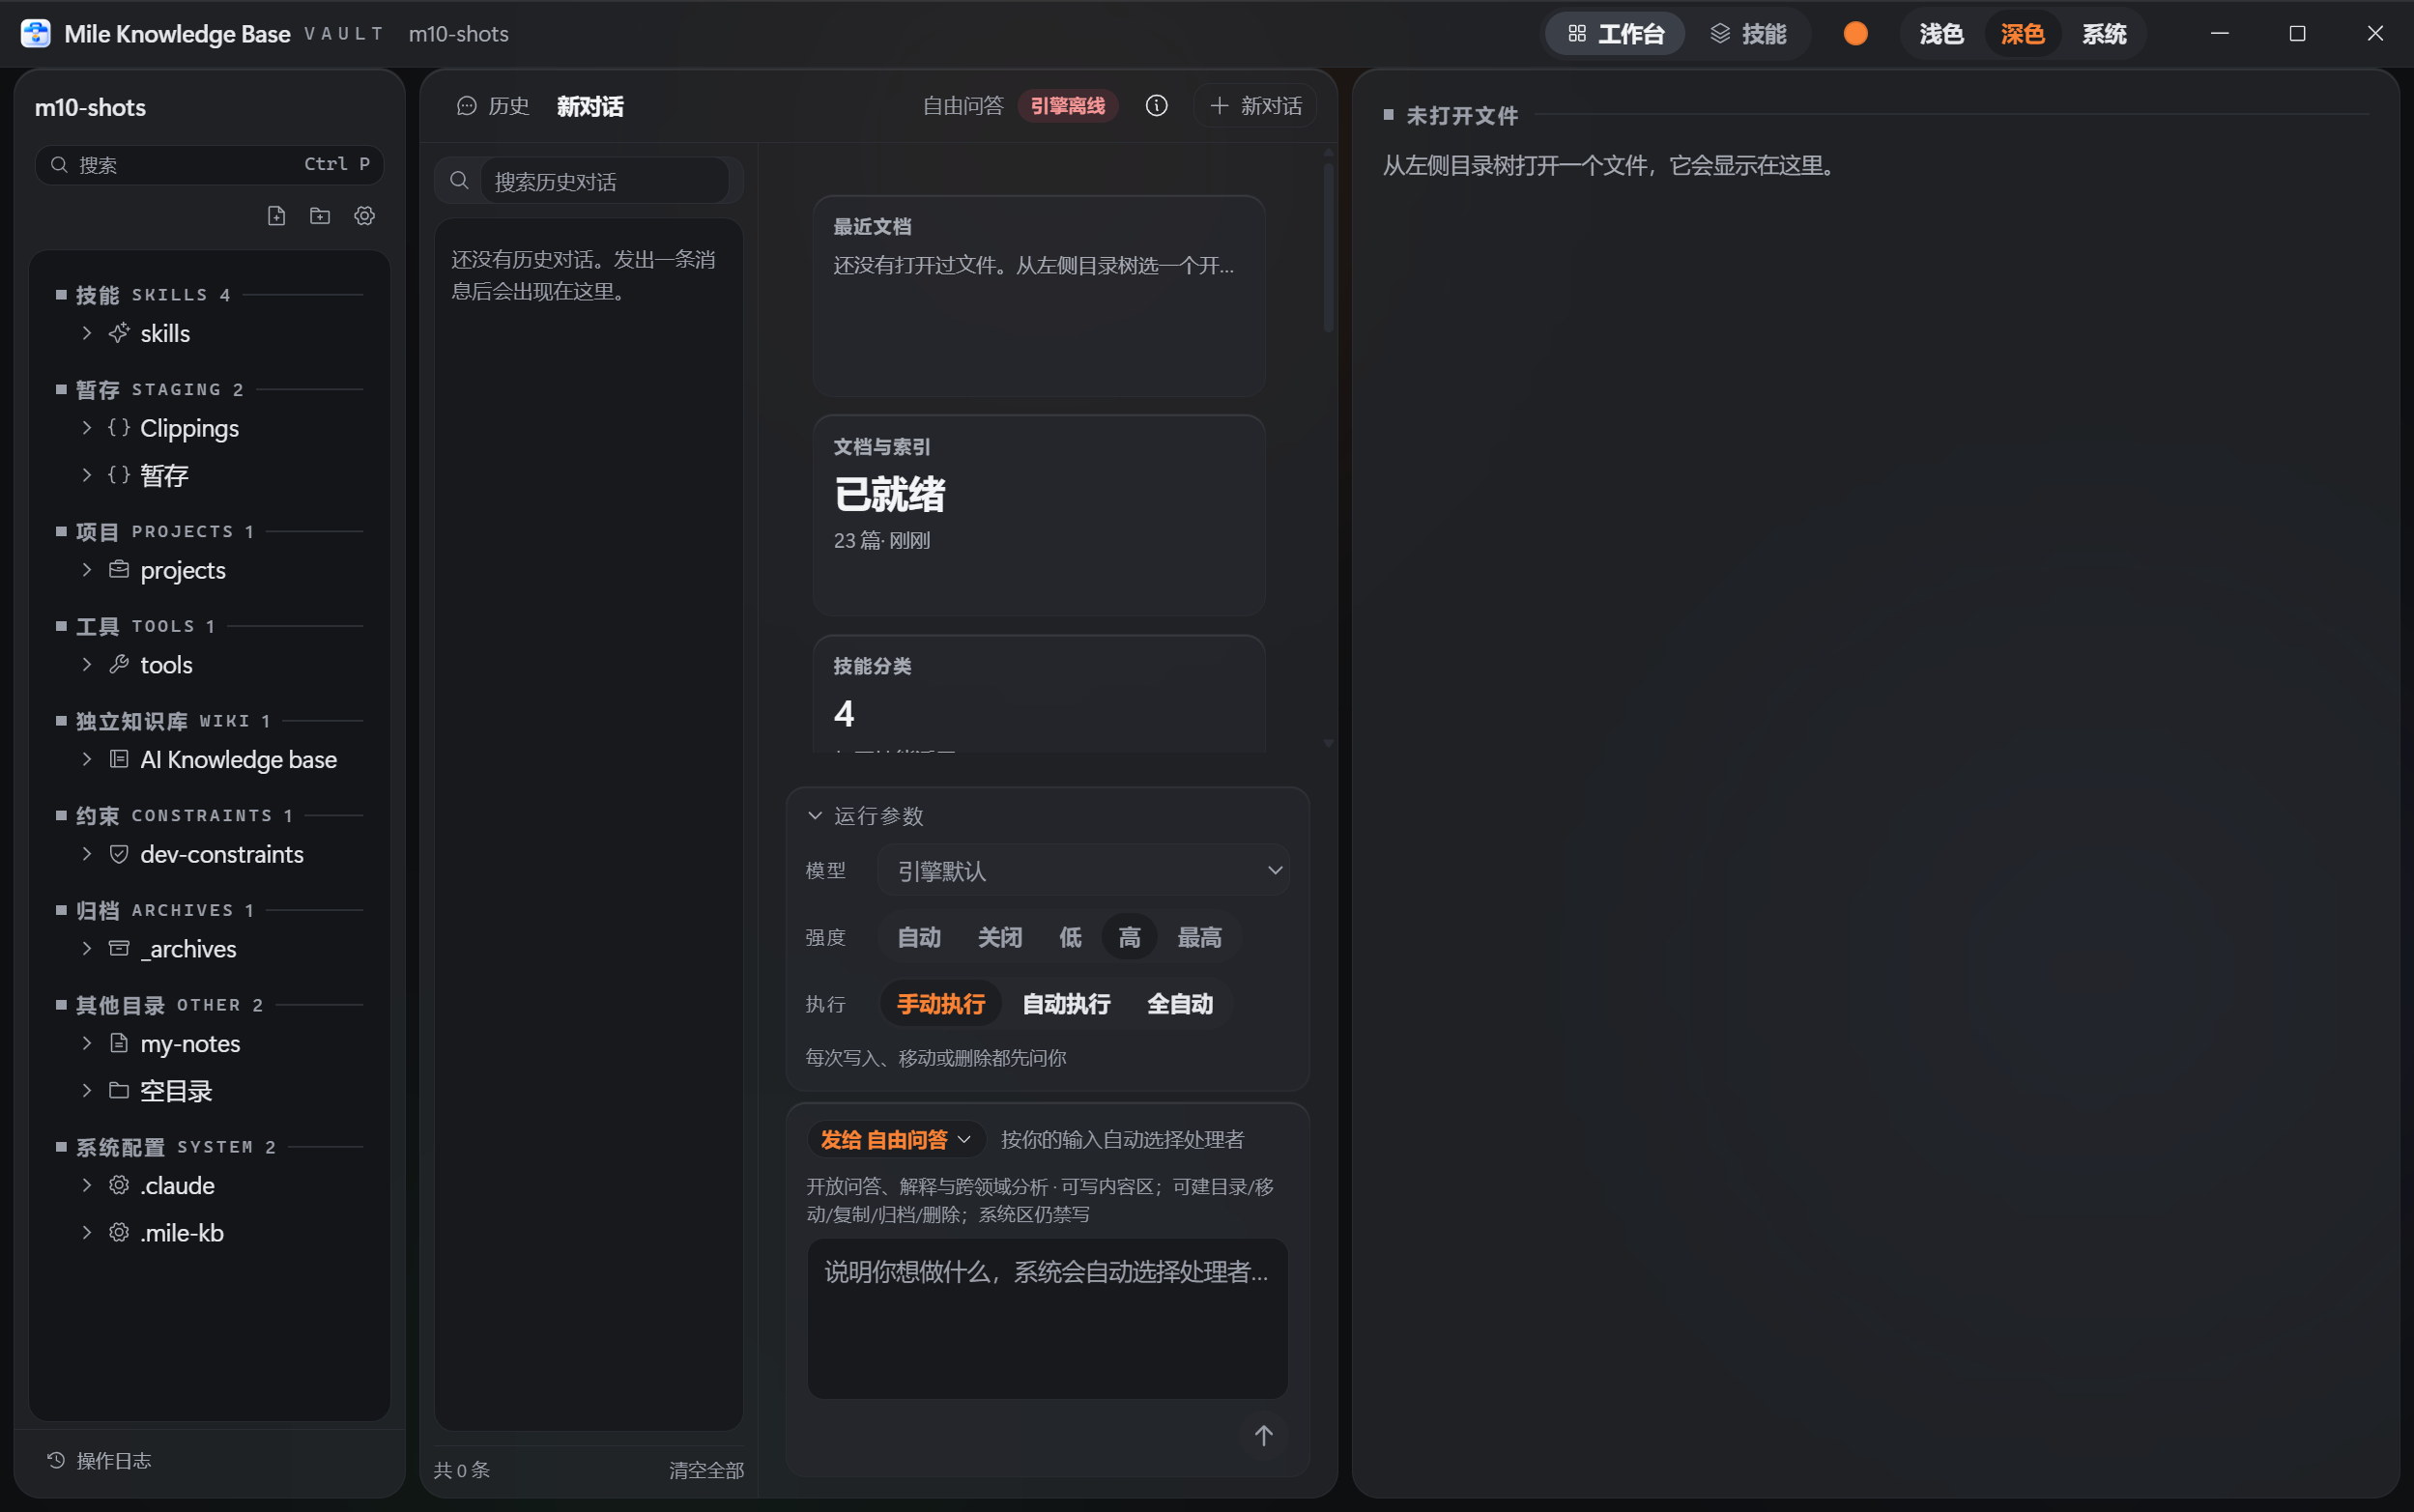 Mile Knowledge Base VAULT m10-shots
工作台 技能 浅色 深色 系统
m10-shots
搜索 Ctrl P
技能 SKILLS 4
skills
暂存 STAGING 2
Clippings
暂存
项目 PROJECTS 1
projects
工具 TOOLS 1
tools
独立知识库 WIKI 1
AI Knowledge base
约束 CONSTRAINTS 1
dev-constraints
归档 ARCHIVES 1
_archives
其他目录 OTHER 2
my-notes
空目录
系统配置 SYSTEM 2
.claude
.mile-kb
操作日志
历史 新对话 自由问答 引擎离线 新对话
搜索历史对话
还没有历史对话。发出一条消
息后会出现在这里。
共 0 条 清空全部
最近文档
还没有打开过文件。从左侧目录树选一个开...
文档与索引
已就绪
23 篇· 刚刚
技能分类
4
运行参数
模型 引擎默认
强度 自动 关闭 低 高 最高
执行 手动执行 自动执行 全自动
每次写入、移动或删除都先问你
发给 自由问答 按你的输入自动选择处理者
开放问答、解释与跨领域分析 · 可写内容区；可建目录/移
动/复制/归档/删除；系统区仍禁写
说明你想做什么，系统会自动选择处理者...
未打开文件
从左侧目录树打开一个文件，它会显示在这里。